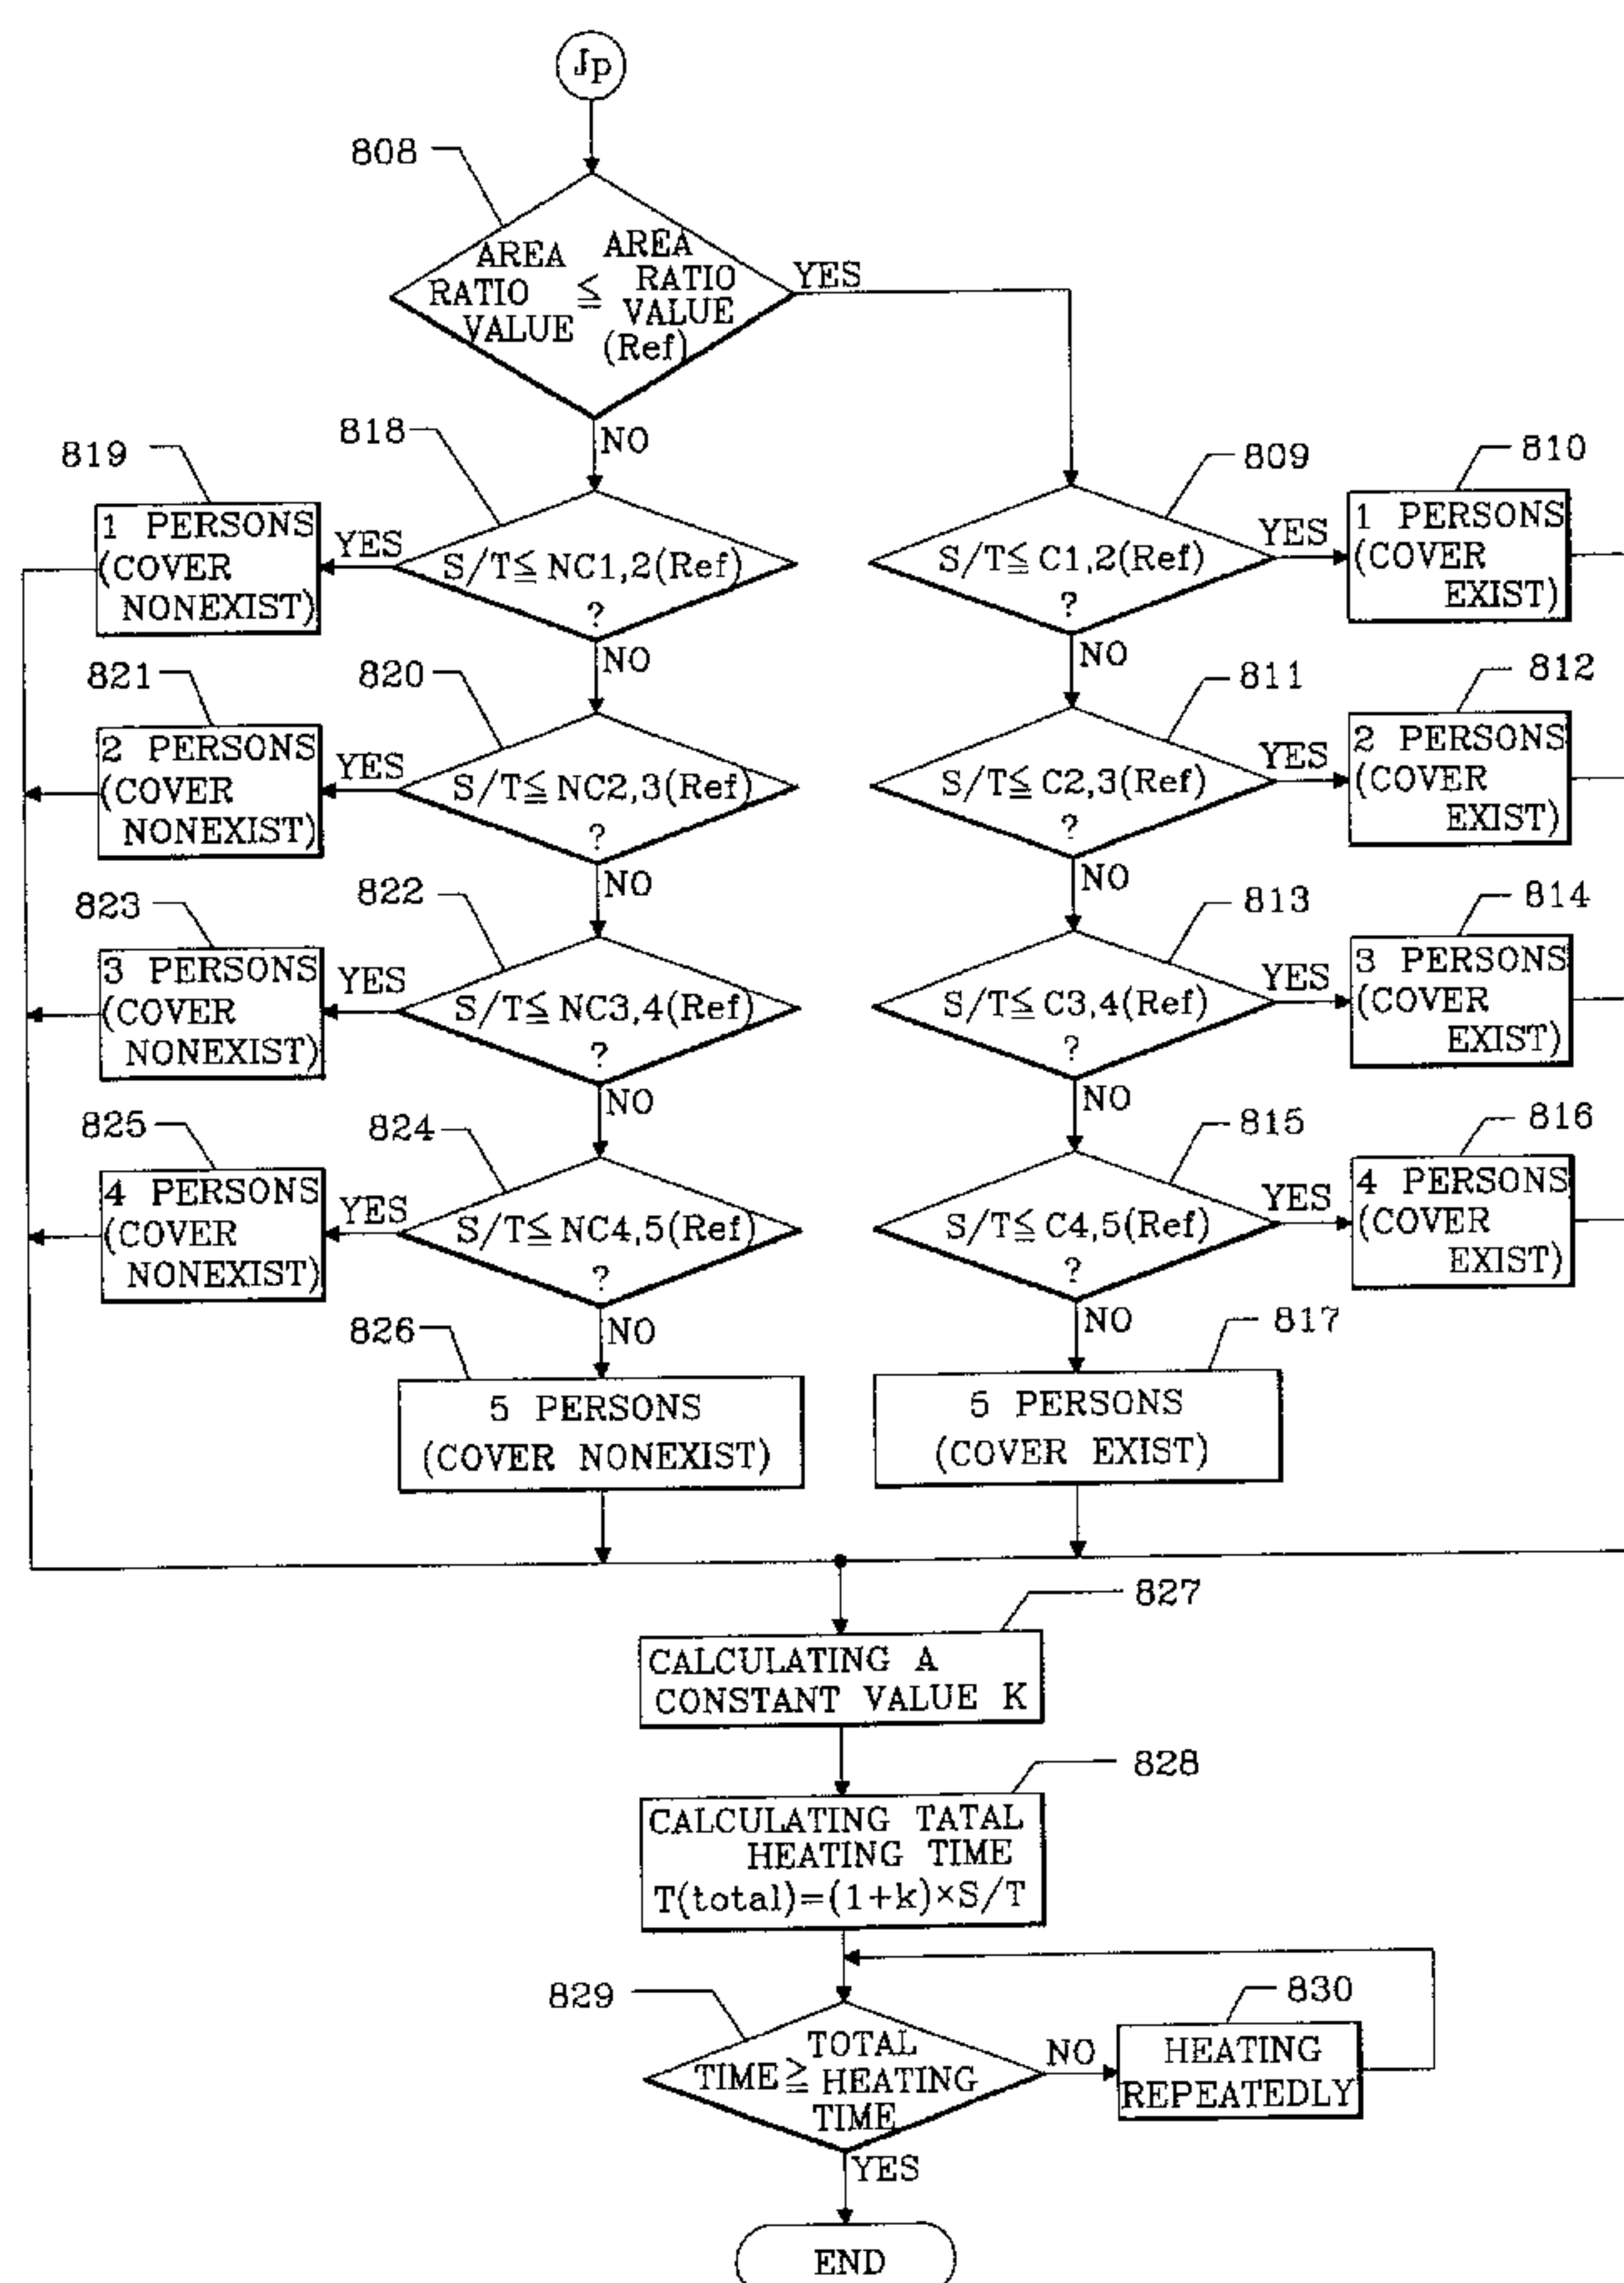 Jp
808
AREA RATIO VALUE ≦ AREA RATIO VALUE (Ref)
YES
NO
818
819
1 PERSONS
(COVER
NONEXIST)
YES
S/T≦ NC1,2(Ref)
?
809
S/T≦ C1,2(Ref)
?
YES
810
1 PERSONS
(COVER
EXIST)
NO
NO
821
2 PERSONS
(COVER
NONEXIST)
YES
820
S/T≦ NC2,3(Ref)
?
811
S/T≦ C2,3(Ref)
?
YES
812
2 PERSONS
(COVER
EXIST)
NO
NO
823
3 PERSONS
(COVER
NONEXIST)
YES
822
S/T≦ NC3,4(Ref)
?
813
S/T≦ C3,4(Ref)
?
YES
814
3 PERSONS
(COVER
EXIST)
NO
NO
825
4 PERSONS
(COVER
NONEXIST)
YES
824
S/T≦ NC4,5(Ref)
?
815
S/T≦ C4,5(Ref)
?
YES
816
4 PERSONS
(COVER
EXIST)
NO
NO
826
5 PERSONS
(COVER NONEXIST)
817
5 PERSONS
(COVER EXIST)
827
CALCULATING A
CONSTANT VALUE K
828
CALCULATING TATAL
HEATING TIME
T(total)=(1+k)×S/T
829
TIME ≧ TOTAL HEATING TIME
NO
830
HEATING
REPEATEDLY
YES
END